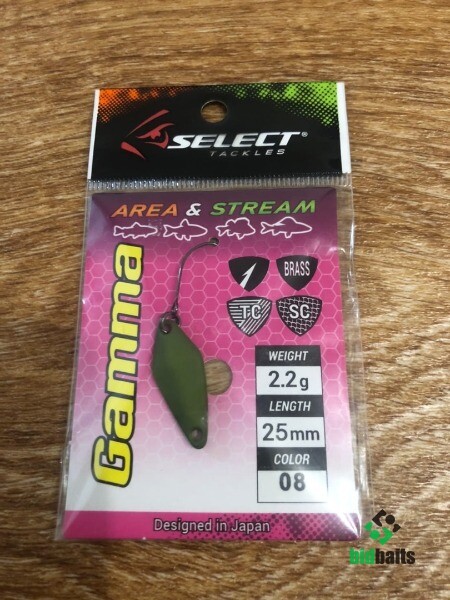 SELECT®
TACKLES
AREA & STREAM
Gamma
1
BRASS
TC
SC
WEIGHT
2.2g
LENGTH
25mm
COLOR
08
Designed in Japan
bidbaits